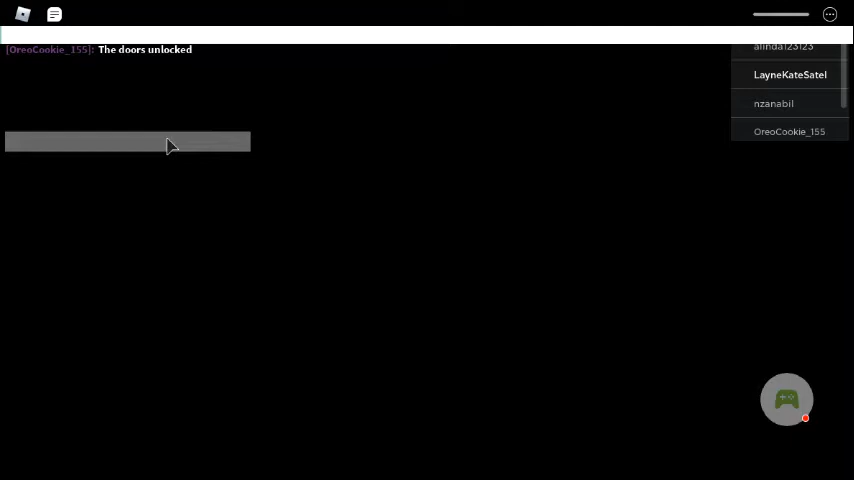 [OreoCookie_155]: The doors unlocked
alinda123123
LayneKateSatel
nzanabil
OreoCookie_155